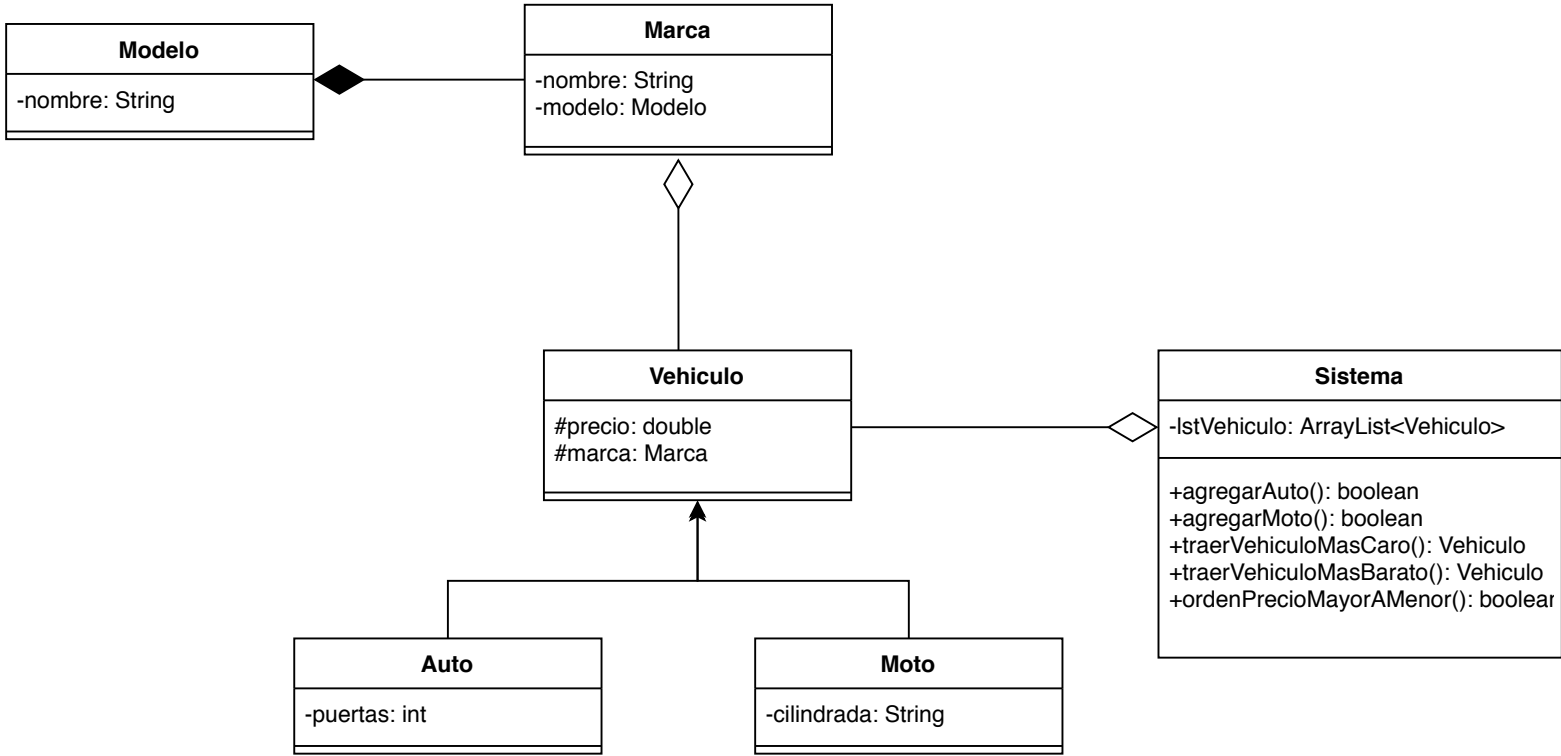 Modelo
-nombre: String
Marca
-nombre: String
-modelo: Modelo
Vehiculo
#precio: double
#marca: Marca
Sistema
-lstVehiculo: ArrayList<Vehiculo>
+agregarAuto(): boolean
+agregarMoto(): boolean
+traerVehiculoMasCaro(): Vehiculo
+traerVehiculoMasBarato(): Vehiculo
+ordenPrecioMayorAMenor(): boolean
Auto
-puertas: int
Moto
-cilindrada: String